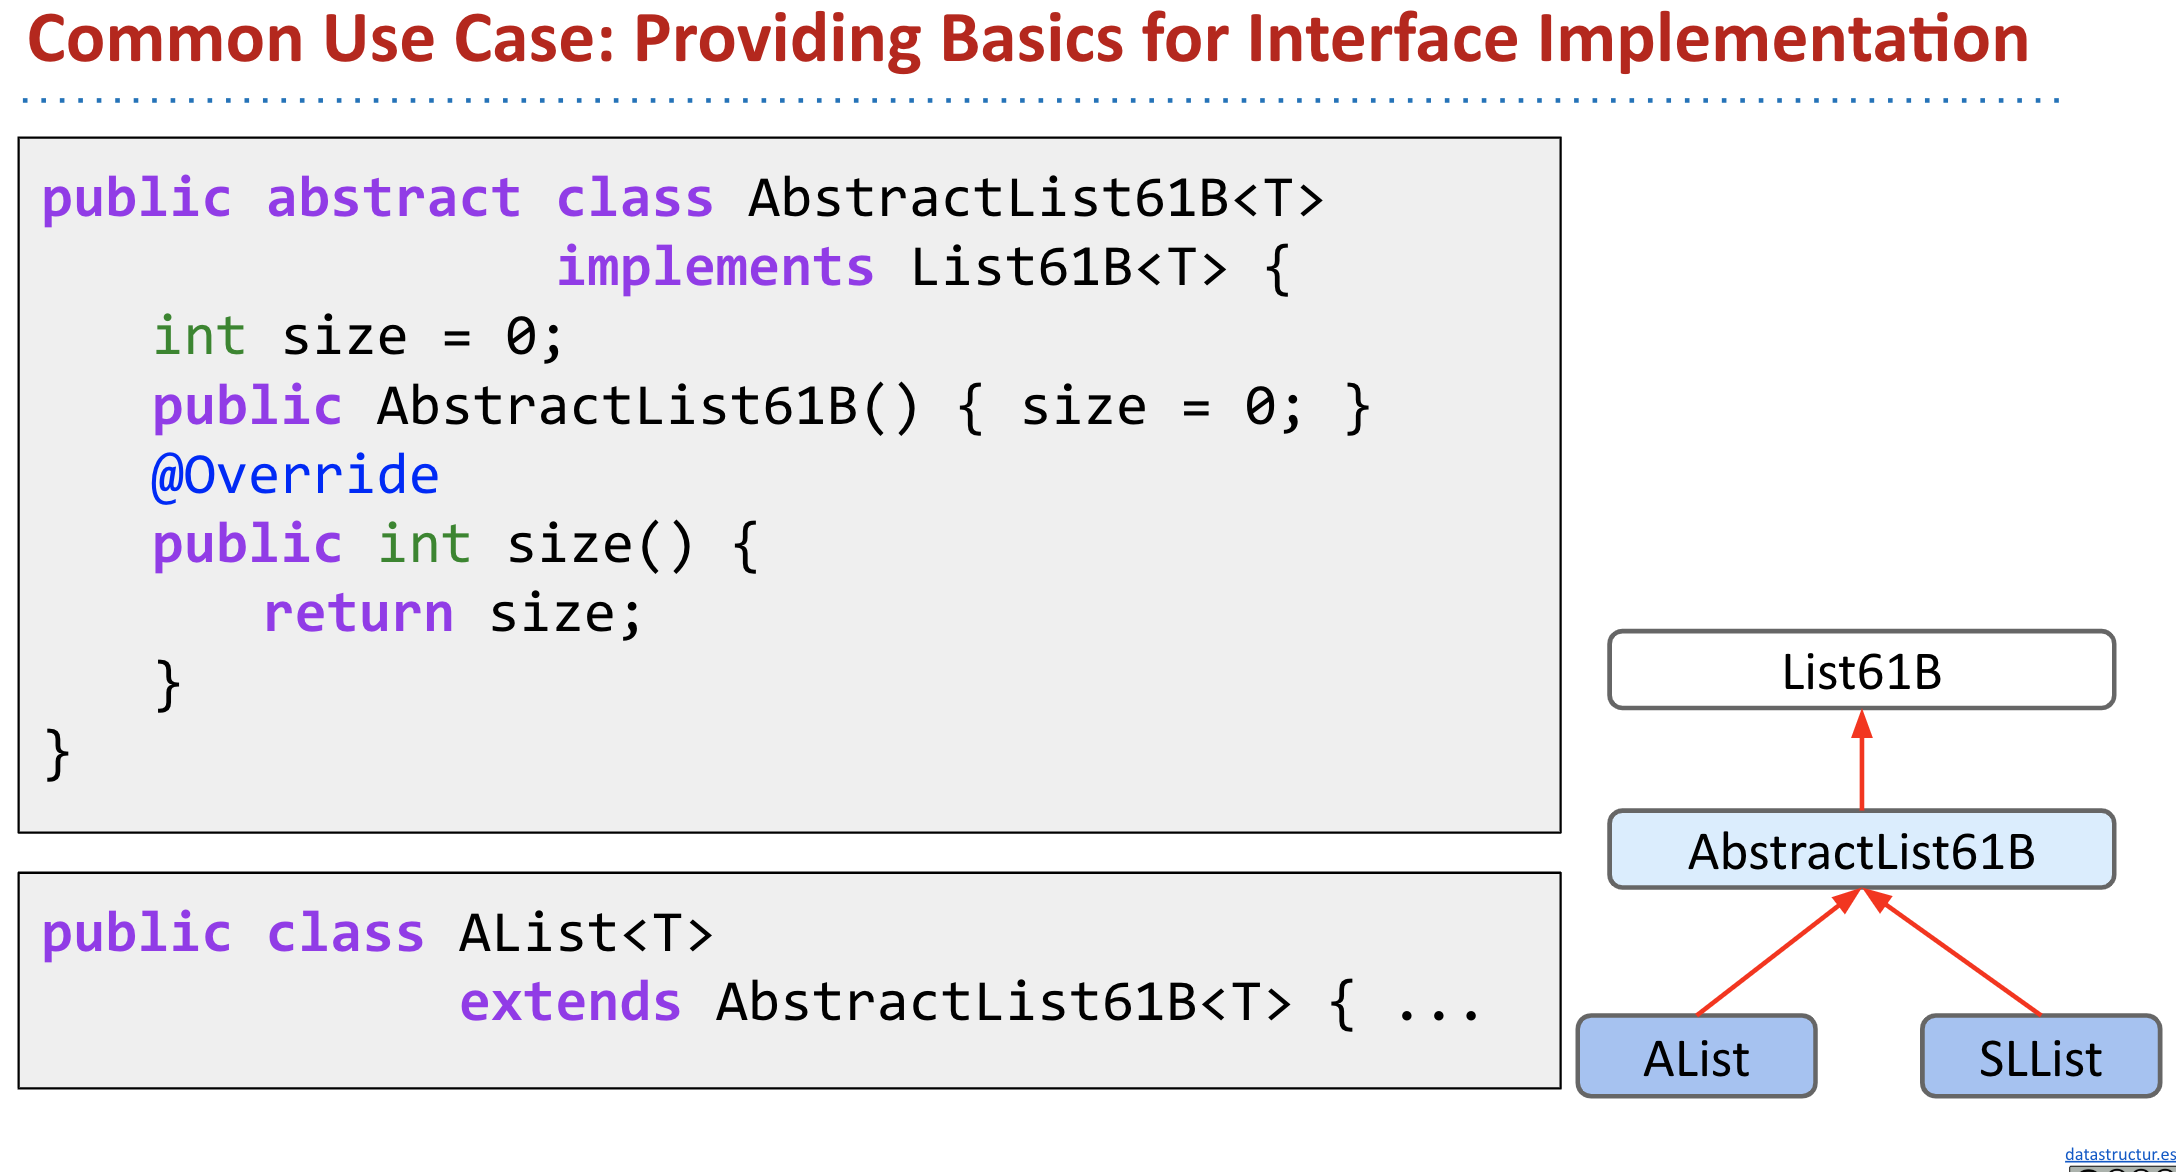 Common Use Case: Providing Basics for Interface Implementation
public abstract class AbstractList61B<T>
                implements List61B<T> {
    int size = 0;
    public AbstractList61B() { size = 0; }
    @Override
    public int size() {
        return size;
    }
}
public class AList<T>
             extends AbstractList61B<T> { ...
List61B
AbstractList61B
AList
SLList
datastructur.es